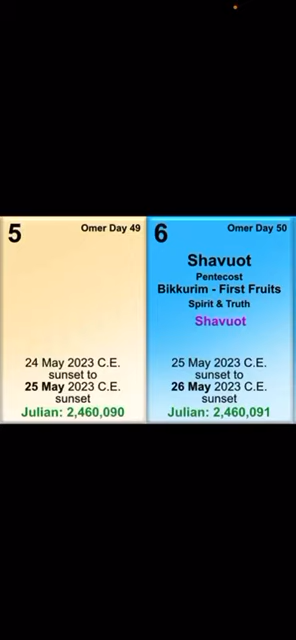 5 Omer Day 49
24 May 2023 C.E.
sunset to
25 May 2023 C.E.
sunset
Julian: 2,460,090
6 Omer Day 50
Shavuot
Pentecost
Bikkurim - First Fruits
Spirit & Truth
Shavuot
25 May 2023 C.E.
sunset to
26 May 2023 C.E.
sunset
Julian: 2,460,091